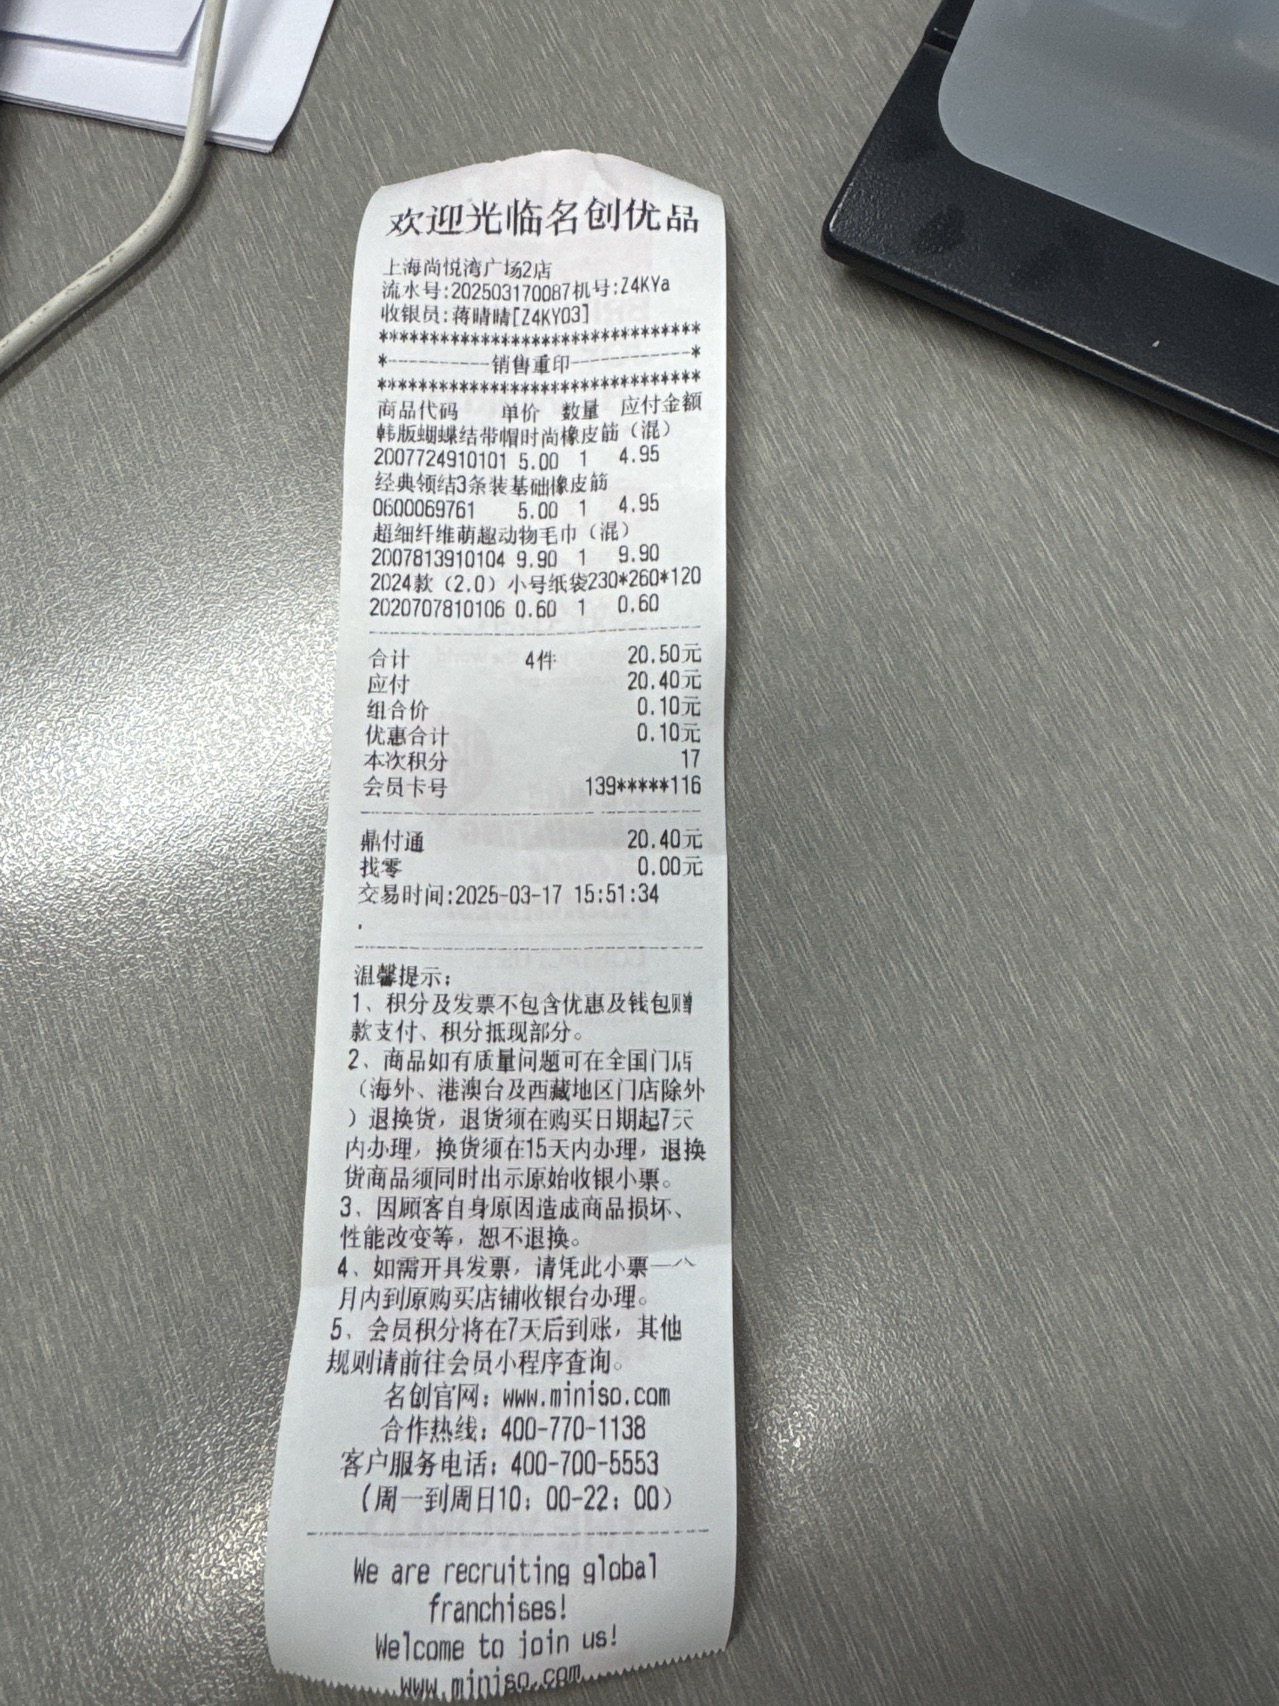 欢迎光临名创优品
上海尚悦湾广场2店
流水号:202503170087机号:Z4KYa
收银员:蒋晴晴[Z4KY03]
*******************************
*----------销售重印-----------*
*******************************
商品代码 单价 数量 应付金额
韩版蝴蝶结带帽时尚橡皮筋（混）
2007724910101 5.00 1 4.95
经典领结3条装基础橡皮筋
0600069761 5.00 1 4.95
超细纤维萌趣动物毛巾（混）
2007813910104 9.90 1 9.90
2024款（2.0）小号纸袋230*260*120
2020707810106 0.60 1 0.60
合计 4件 20.50元
应付 20.40元
组合价 0.10元
优惠合计 0.10元
本次积分 17
会员卡号 139*****116
鼎付通 20.40元
找零 0.00元
交易时间:2025-03-17 15:51:34
.
温馨提示：
1、积分及发票不包含优惠及钱包赠
款支付、积分抵现部分。
2、商品如有质量问题可在全国门店
（海外、港澳台及西藏地区门店除外
）退换货，退货须在购买日期起7天
内办理，换货须在15天内办理，退换
货商品须同时出示原始收银小票。
3、因顾客自身原因造成商品损坏、
性能改变等，恕不退换。
4、如需开具发票，请凭此小票一个
月内到原购买店铺收银台办理。
5、会员积分将在7天后到账，其他
规则请前往会员小程序查询。
名创官网：www.miniso.com
合作热线：400-770-1138
客户服务电话：400-700-5553
（周一到周日10：00-22：00）
We are recruiting global
franchises!
Welcome to join us!
www.miniso.com